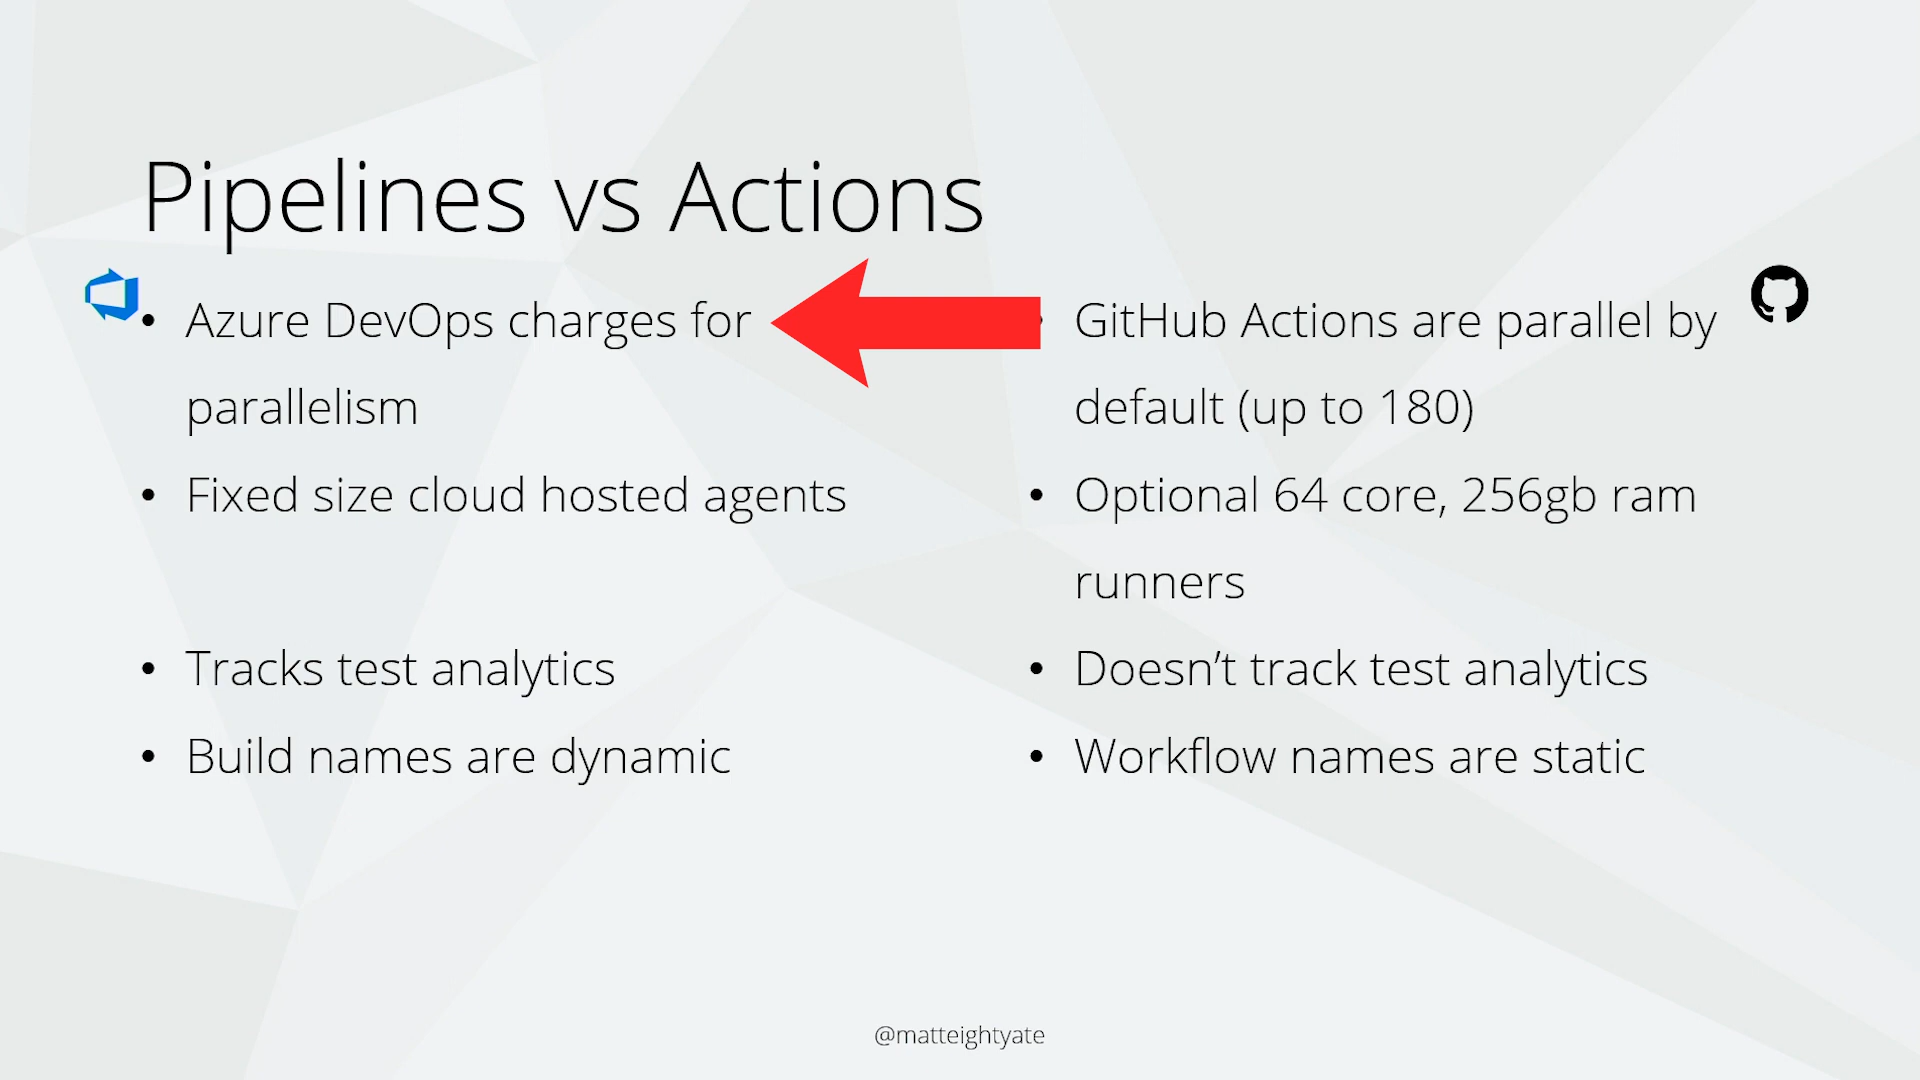 Pipelines vs Actions
• Azure DevOps charges for
parallelism
• Fixed size cloud hosted agents
• Tracks test analytics
• Build names are dynamic
• GitHub Actions are parallel by
default (up to 180)
• Optional 64 core, 256gb ram
runners
• Doesn’t track test analytics
• Workflow names are static
@matteightyate